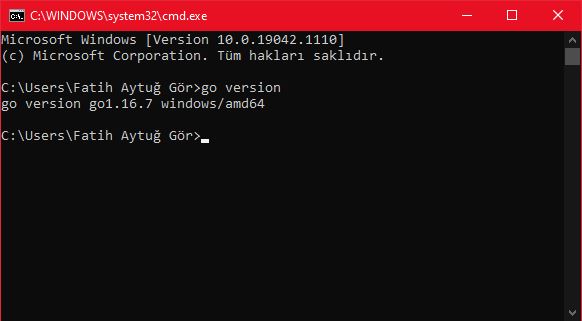 C:\WINDOWS\system32\cmd.exe
Microsoft Windows [Version 10.0.19042.1110]
(c) Microsoft Corporation. Tüm hakları saklıdır.
C:\Users\Fatih Aytuğ Gör>go version
go version go1.16.7 windows/amd64
C:\Users\Fatih Aytuğ Gör>